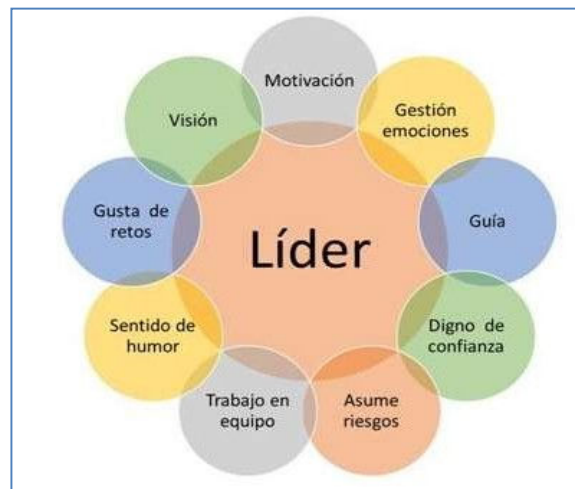 Motivación
Gestión
emociones
Guía
Digno de
confianza
Asume
riesgos
Trabajo en
equipo
Sentido de
humor
Gusta de
retos
Visión
Líder